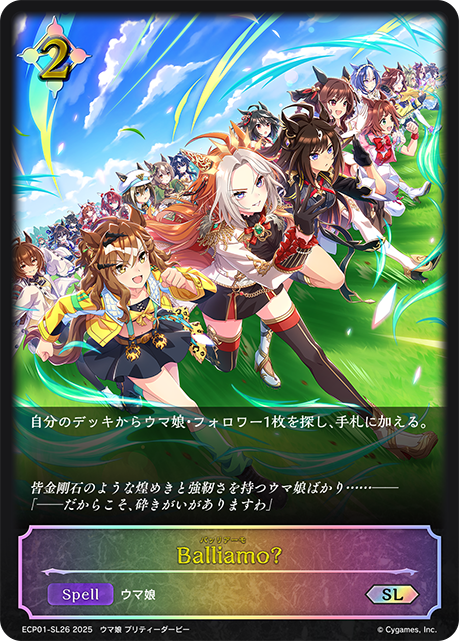 2
自分のデッキからウマ娘・フォロワー1枚を探し、手札に加える。
皆金剛石のような煌めきと強靭さを持つウマ娘ばかり……――
「――だからこそ、砕きがいがありますわ」
バンリアーモ
Balliamo?
Spell ウマ娘 SL
ECP01-SL26 2025 ウマ娘 プリティーダービー © Cygames, Inc.